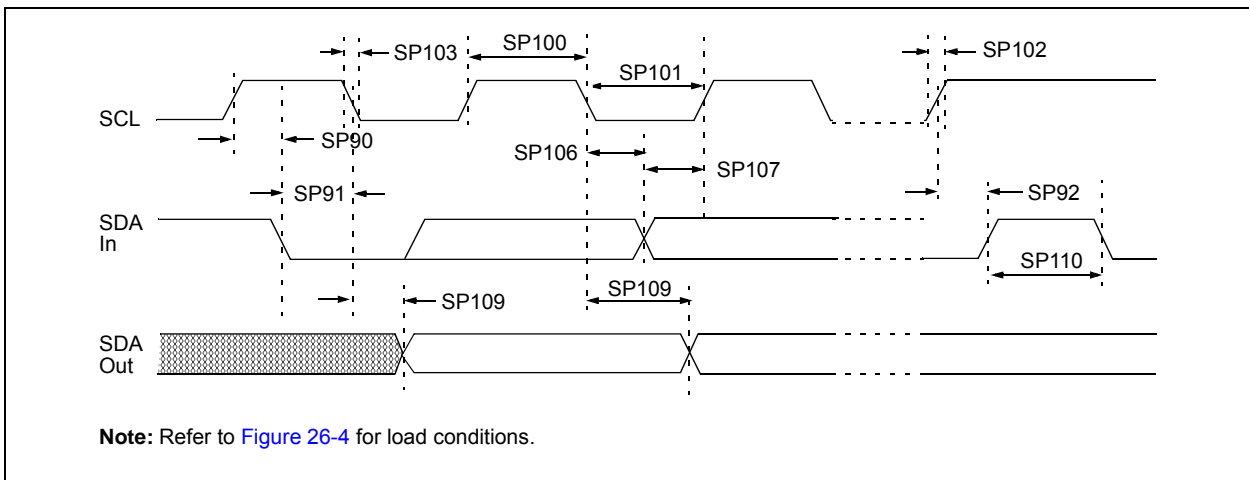 SP103
SP100
SP101
SP102
SCL
SP90
SP106
SP107
SP91
SP92
SDA
In
SP110
SP109
SP109
SDA
Out
Note: Refer to Figure 26-4 for load conditions.